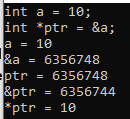 int a = 10;
int *ptr = &a;
a = 10
&a = 6356748
ptr = 6356748
&ptr = 6356744
*ptr = 10